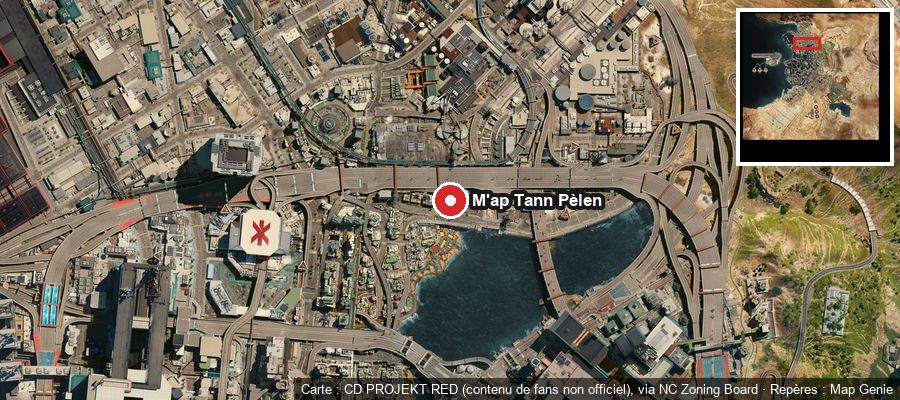 M'ap Tann Pèlen
Carte : CD PROJEKT RED (contenu de fans non officiel), via NC Zoning Board · Repères : Map Genie